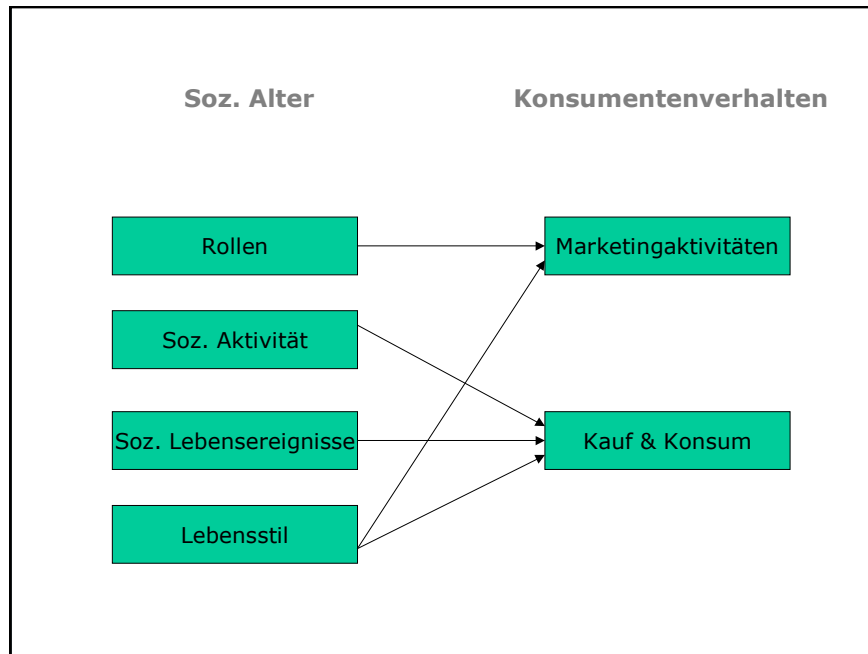 Soz. Alter
Konsumentenverhalten
Rollen
Marketingaktivitäten
Soz. Aktivität
Soz. Lebensereignisse
Kauf & Konsum
Lebensstil